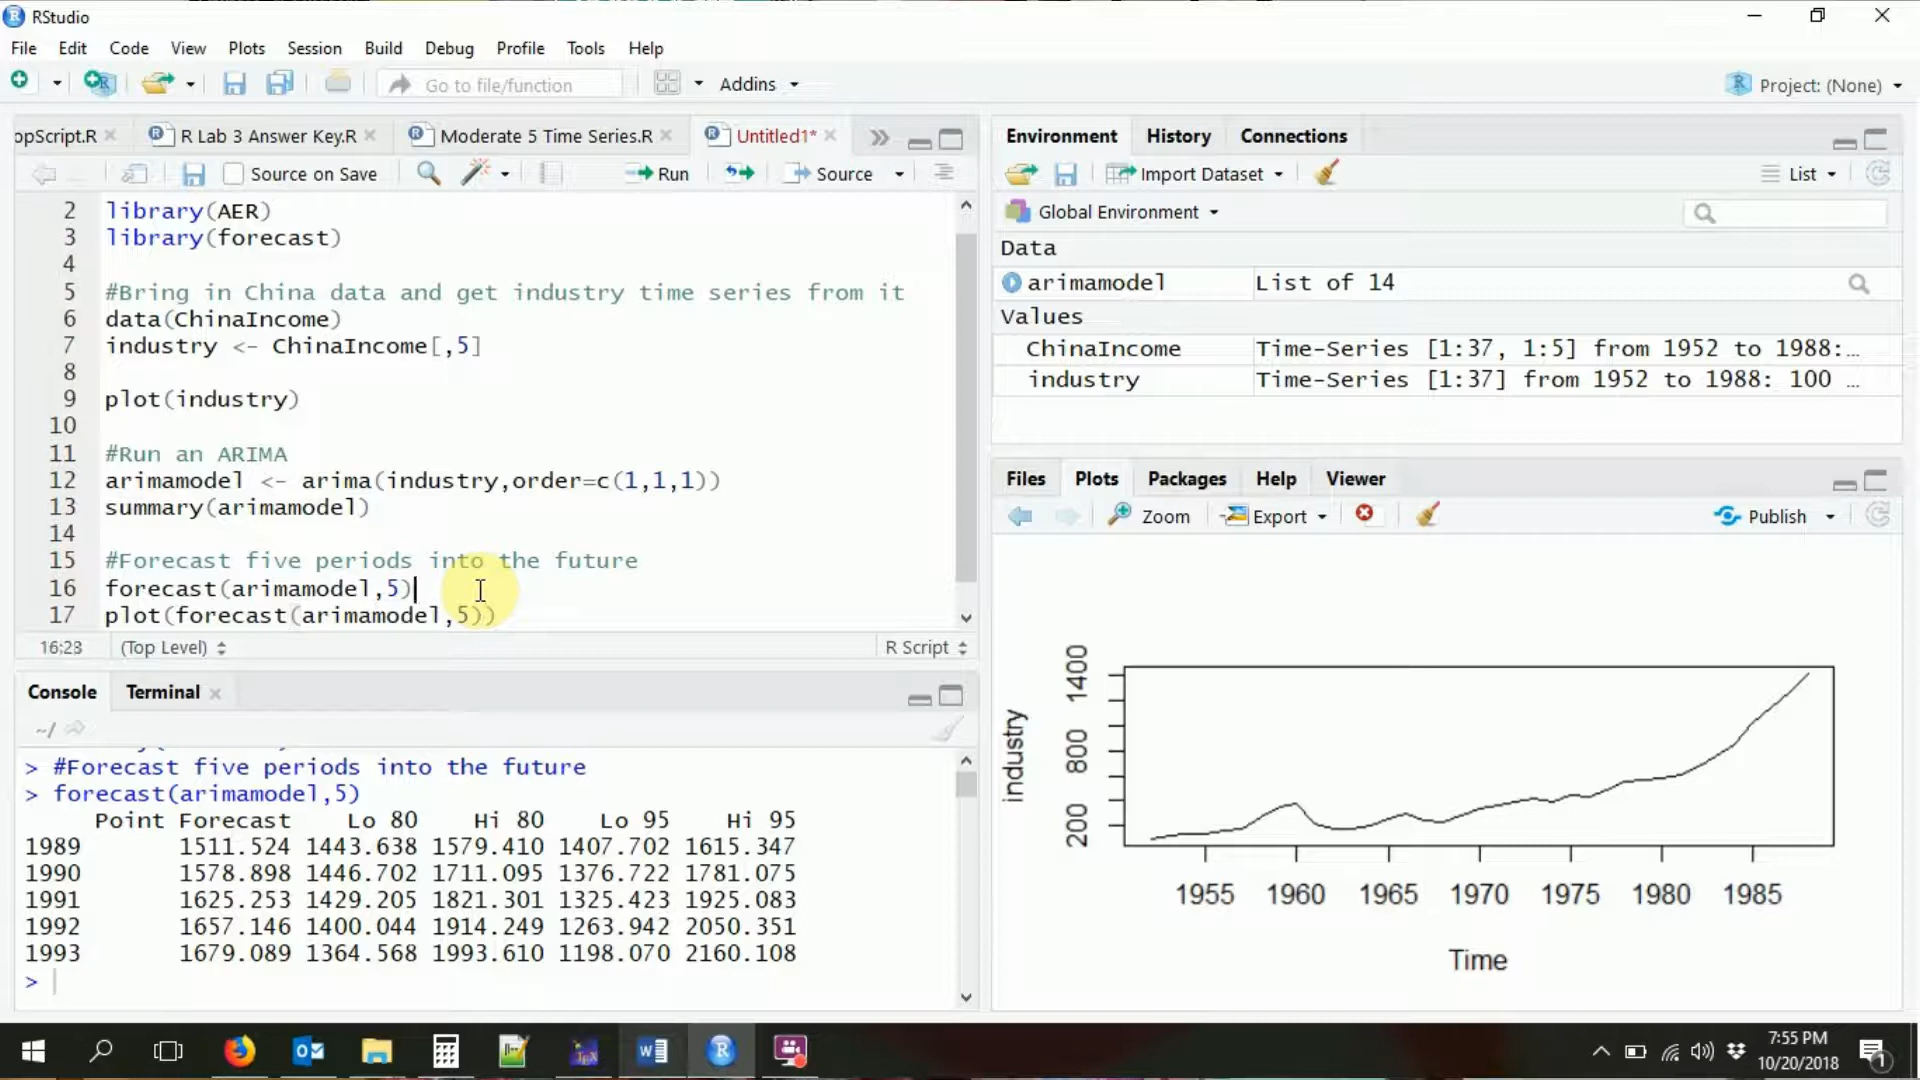 RStudio
File Edit Code View Plots Session Build Debug Profile Tools Help
Go to file/function Addins Project: (None)
opScript.R R Lab 3 Answer Key.R Moderate 5 Time Series.R Untitled1*
Source on Save Run Source
2 library(AER)
3 library(forecast)
4
5 #Bring in China data and get industry time series from it
6 data(ChinaIncome)
7 industry <- ChinaIncome[,5]
8
9 plot(industry)
10
11 #Run an ARIMA
12 arimamodel <- arima(industry,order=c(1,1,1))
13 summary(arimamodel)
14
15 #Forecast five periods into the future
16 forecast(arimamodel,5)
17 plot(forecast(arimamodel,5))
16:23 (Top Level) R Script
Console Terminal
~/
> #Forecast five periods into the future
> forecast(arimamodel,5)
Point Forecast Lo 80 Hi 80 Lo 95 Hi 95
1989 1511.524 1443.638 1579.410 1407.702 1615.347
1990 1578.898 1446.702 1711.095 1376.722 1781.075
1991 1625.253 1429.205 1821.301 1325.423 1925.083
1992 1657.146 1400.044 1914.249 1263.942 2050.351
1993 1679.089 1364.568 1993.610 1198.070 2160.108
>
Environment History Connections
Import Dataset List
Global Environment
Data
arimamodel List of 14
Values
ChinaIncome Time-Series [1:37, 1:5] from 1952 to 1988:…
industry Time-Series [1:37] from 1952 to 1988: 100 …
Files Plots Packages Help Viewer
Zoom Export Publish
industry
1400
800
200
1955 1960 1965 1970 1975 1980 1985
Time
7:55 PM
10/20/2018
1